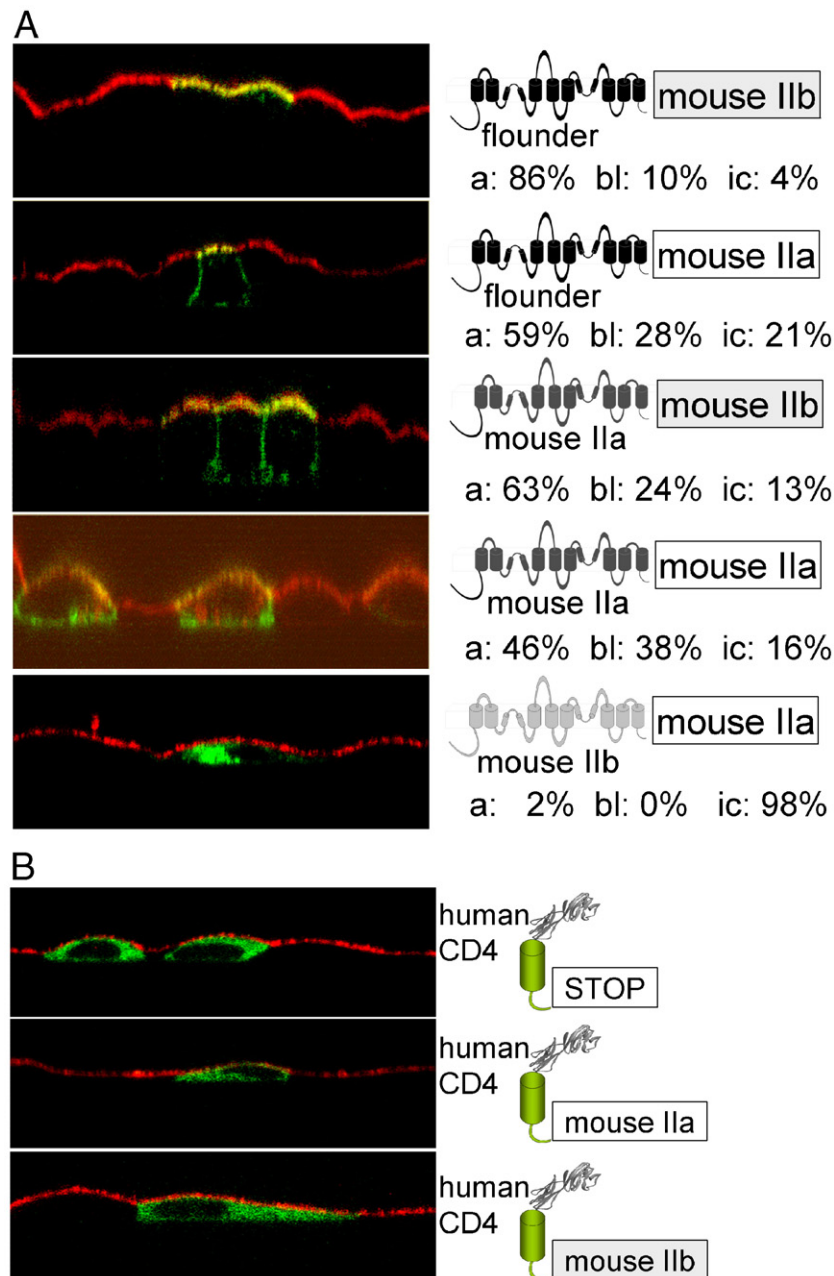 A
mouse IIb
flounder
a: 86% bl: 10% ic: 4%
mouse IIa
flounder
a: 59% bl: 28% ic: 21%
mouse IIb
mouse IIa
a: 63% bl: 24% ic: 13%
mouse IIa
mouse IIa
a: 46% bl: 38% ic: 16%
mouse IIa
mouse IIb
a: 2% bl: 0% ic: 98%
B
human
CD4
STOP
human
CD4
mouse IIa
human
CD4
mouse IIb